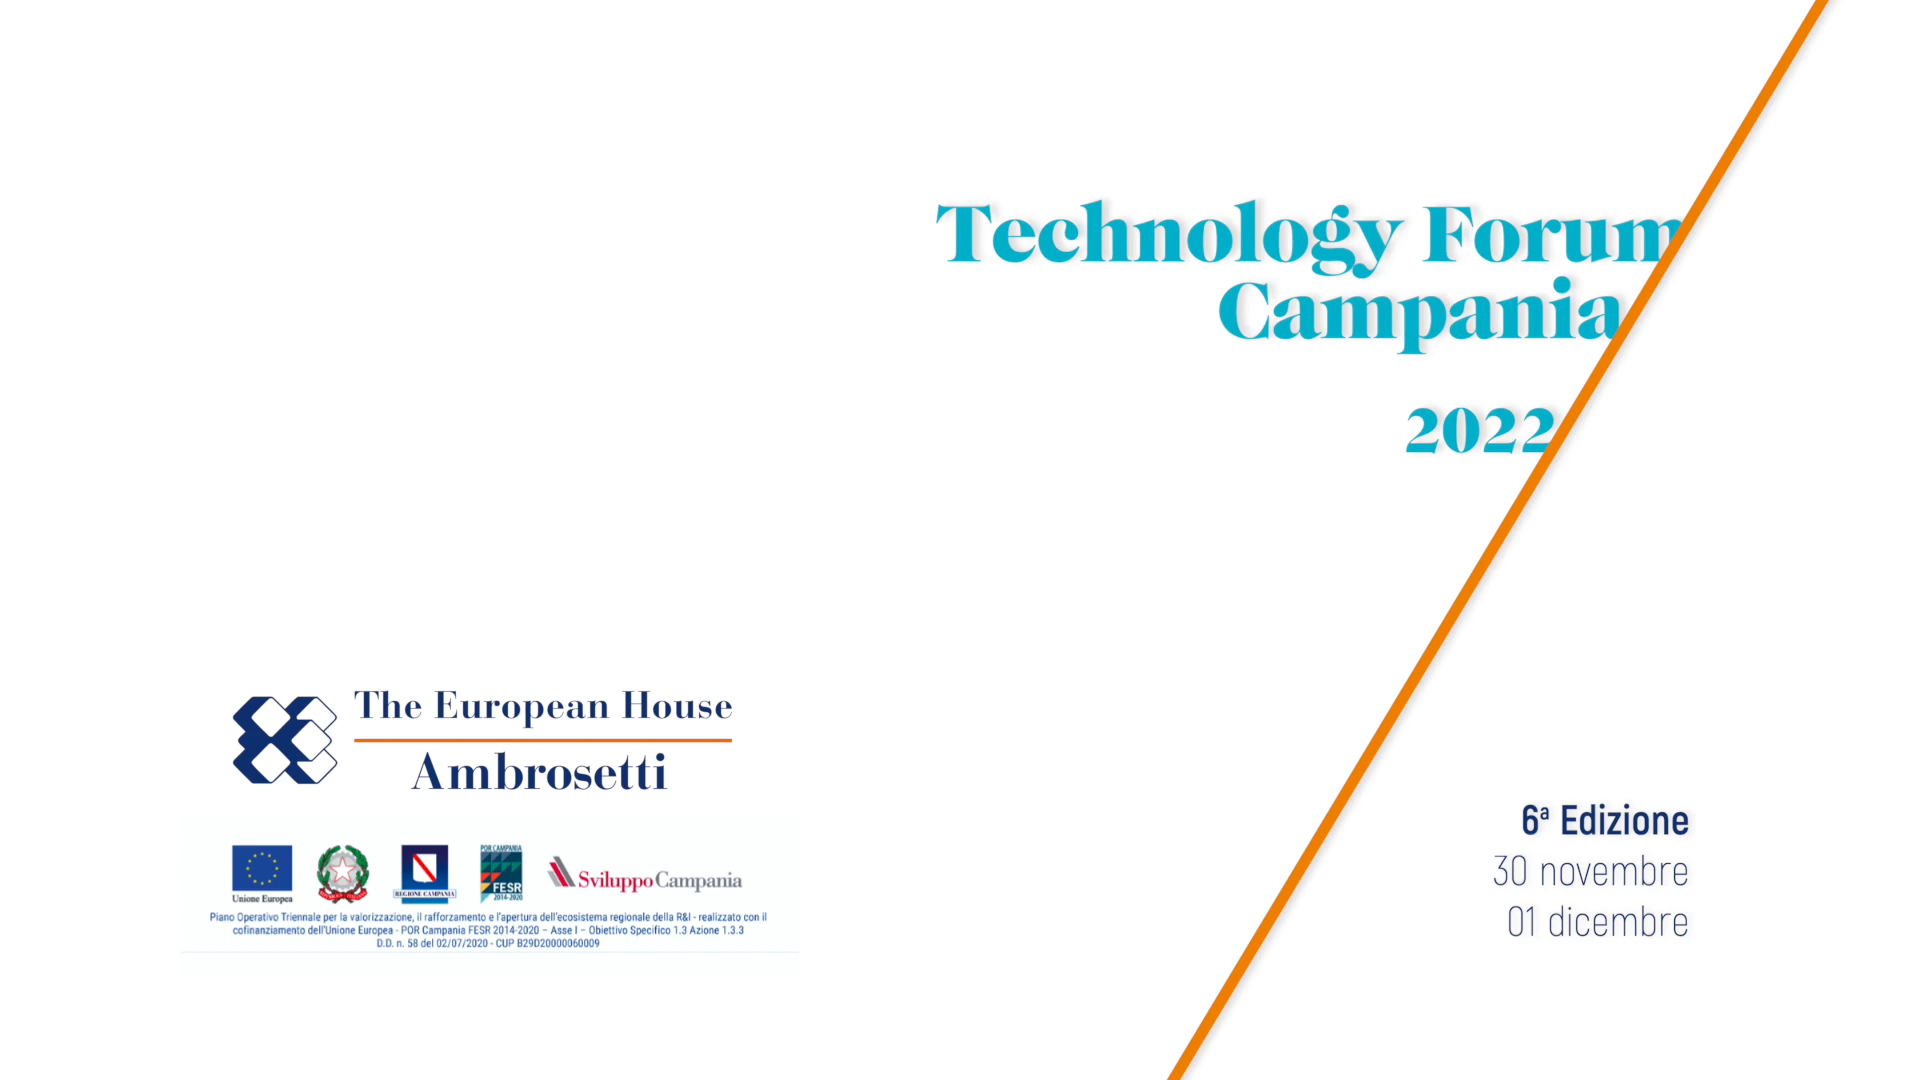 Technology Forum
Campania
2022
The European House
Ambrosetti
Unione Europea
REGIONE CAMPANIA
POR CAMPANIA
FESR
2014-2020
SviluppoCampania
Piano Operativo Triennale per la valorizzazione, il rafforzamento e l'apertura dell'ecosistema regionale della R&I - realizzato con il
cofinanziamento dell'Unione Europea - POR Campania FESR 2014-2020 – Asse I – Obiettivo Specifico 1.3 Azione 1.3.3
D.D. n. 58 del 02/07/2020 - CUP B29D20000060009
6ª Edizione
30 novembre
01 dicembre